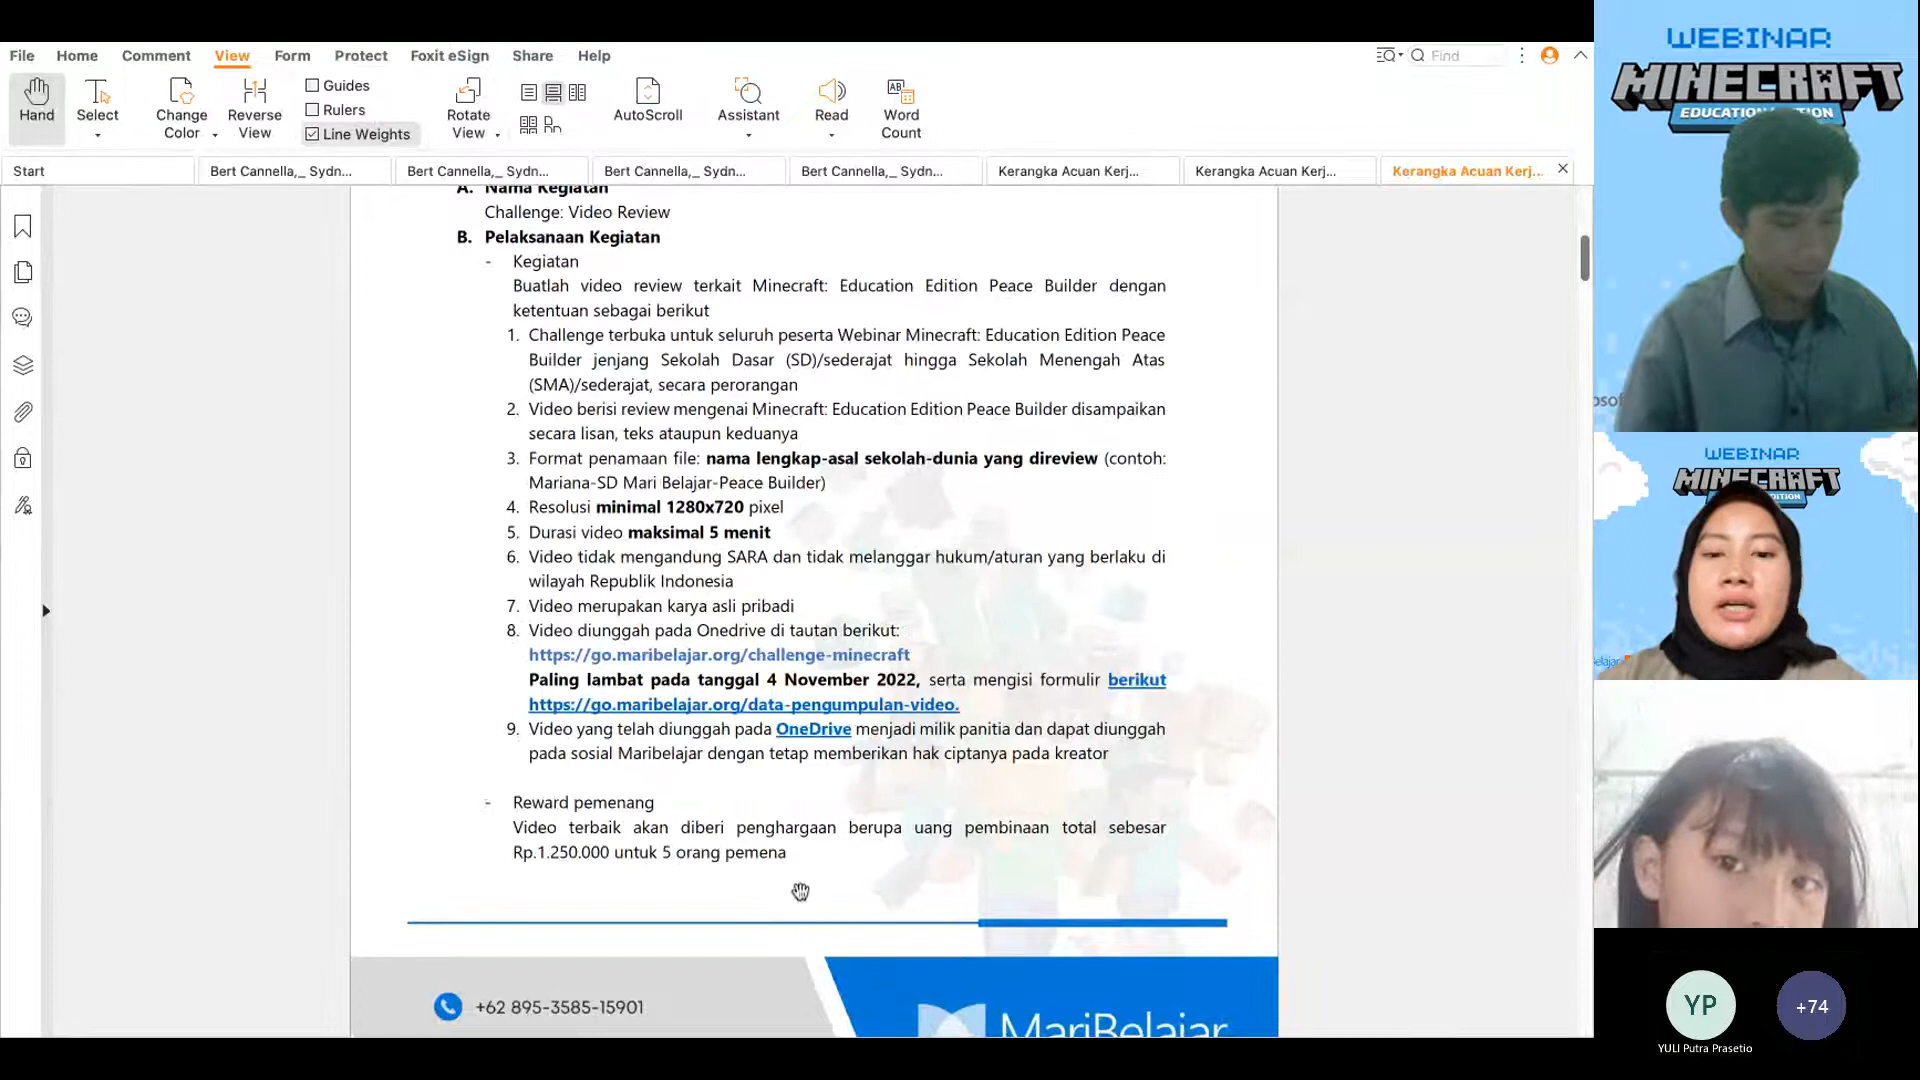 File Home Comment View Form Protect Foxit eSign Share Help
Find
Hand
Select
Change Color
Reverse View
Guides
Rulers
Line Weights
Rotate View
AutoScroll
Assistant
Read
Word Count
Start
Bert Cannella,_ Sydn...
Bert Cannella,_ Sydn...
Bert Cannella,_ Sydn...
Bert Cannella,_ Sydn...
Kerangka Acuan Kerj...
Kerangka Acuan Kerj...
Kerangka Acuan Kerj...
A. Nama Kegiatan
Challenge: Video Review
B. Pelaksanaan Kegiatan
- Kegiatan
Buatlah video review terkait Minecraft: Education Edition Peace Builder dengan
ketentuan sebagai berikut
1. Challenge terbuka untuk seluruh peserta Webinar Minecraft: Education Edition Peace
Builder jenjang Sekolah Dasar (SD)/sederajat hingga Sekolah Menengah Atas
(SMA)/sederajat, secara perorangan
2. Video berisi review mengenai Minecraft: Education Edition Peace Builder disampaikan
secara lisan, teks ataupun keduanya
3. Format penamaan file: nama lengkap-asal sekolah-dunia yang direview (contoh:
Mariana-SD Mari Belajar-Peace Builder)
4. Resolusi minimal 1280x720 pixel
5. Durasi video maksimal 5 menit
6. Video tidak mengandung SARA dan tidak melanggar hukum/aturan yang berlaku di
wilayah Republik Indonesia
7. Video merupakan karya asli pribadi
8. Video diunggah pada Onedrive di tautan berikut:
https://go.maribelajar.org/challenge-minecraft
Paling lambat pada tanggal 4 November 2022, serta mengisi formulir berikut
https://go.maribelajar.org/data-pengumpulan-video.
9. Video yang telah diunggah pada OneDrive menjadi milik panitia dan dapat diunggah
pada sosial Maribelajar dengan tetap memberikan hak ciptanya pada kreator
- Reward pemenang
Video terbaik akan diberi penghargaan berupa uang pembinaan total sebesar
Rp.1.250.000 untuk 5 orang pemena
+62 895-3585-15901
MariBelajar
WEBINAR
MINECRAFT
WEBINAR
MINECRAFT
YP
+74
YULI Putra Prasetio